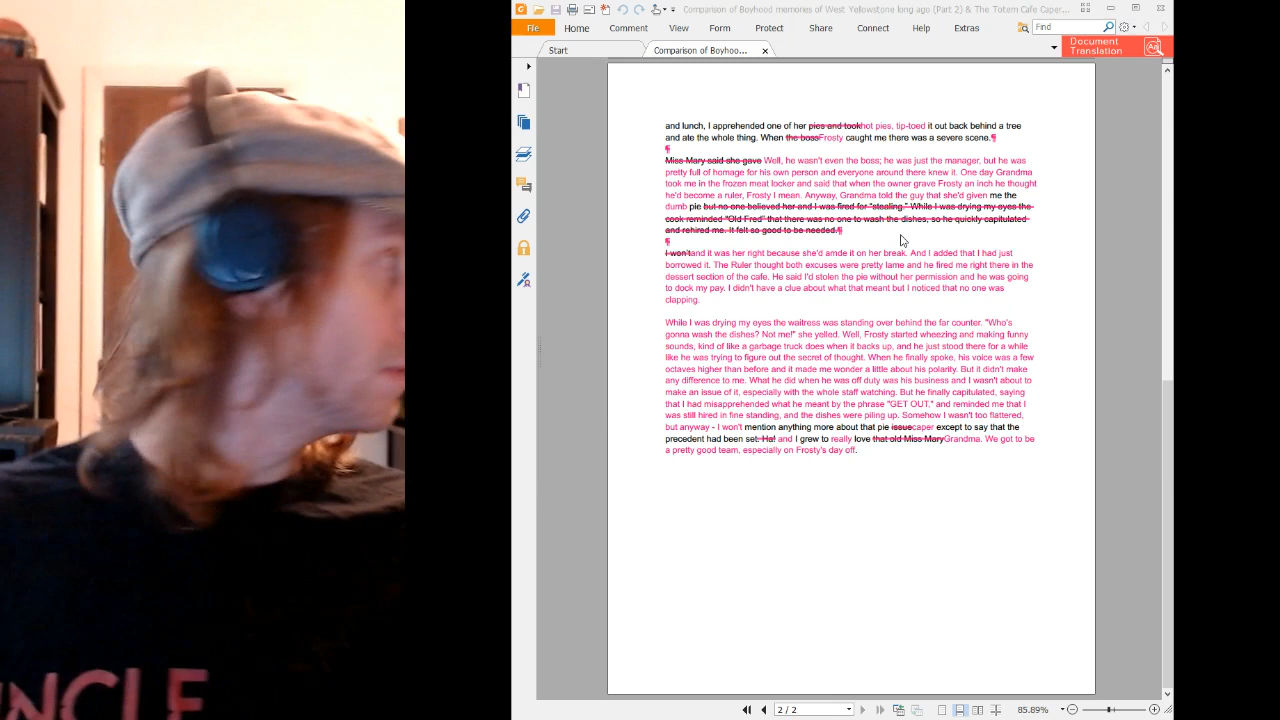 Comparison of Boyhood memories of West Yellowstone long ago (Part 2) & The Totem Cafe Caper...
File Home Comment View Form Protect Share Connect Help Extras Find
Document Translation
Start Comparison of Boyhoo...
and lunch, I apprehended one of her pies and tookhot pies, tip-toed it out back behind a tree
and ate the whole thing. When the bossFrosty caught me there was a severe scene.¶
¶
Miss Mary said she gave Well, he wasn't even the boss; he was just the manager, but he was
pretty full of homage for his own person and everyone around there knew it. One day Grandma
took me in the frozen meat locker and said that when the owner grave Frosty an inch he thought
he'd become a ruler, Frosty I mean. Anyway, Grandma told the guy that she'd given me the
dumb pie but no one believed her and I was fired for "stealing." While I was drying my eyes the
cook reminded "Old Fred" that there was no one to wash the dishes, so he quickly capitulated
and rehired me. It felt so good to be needed.¶
¶
I won'tand it was her right because she'd amde it on her break. And I added that I had just
borrowed it. The Ruler thought both excuses were pretty lame and he fired me right there in the
dessert section of the cafe. He said I'd stolen the pie without her permission and he was going
to dock my pay. I didn't have a clue about what that meant but I noticed that no one was
clapping.
While I was drying my eyes the waitress was standing over behind the far counter. "Who's
gonna wash the dishes? Not me!" she yelled. Well, Frosty started wheezing and making funny
sounds, kind of like a garbage truck does when it backs up, and he just stood there for a while
like he was trying to figure out the secret of thought. When he finally spoke, his voice was a few
octaves higher than before and it made me wonder a little about his polarity. But it didn't make
any difference to me. What he did when he was off duty was his business and I wasn't about to
make an issue of it, especially with the whole staff watching. But he finally capitulated, saying
that I had misapprehended what he meant by the phrase "GET OUT," and reminded me that I
was still hired in fine standing, and the dishes were piling up. Somehow I wasn't too flattered,
but anyway - I won't mention anything more about that pie issuecaper except to say that the
precedent had been set. Ha! and I grew to really love that old Miss MaryGrandma. We got to be
a pretty good team, especially on Frosty's day off.
2 / 2 85.89%
UNCLE